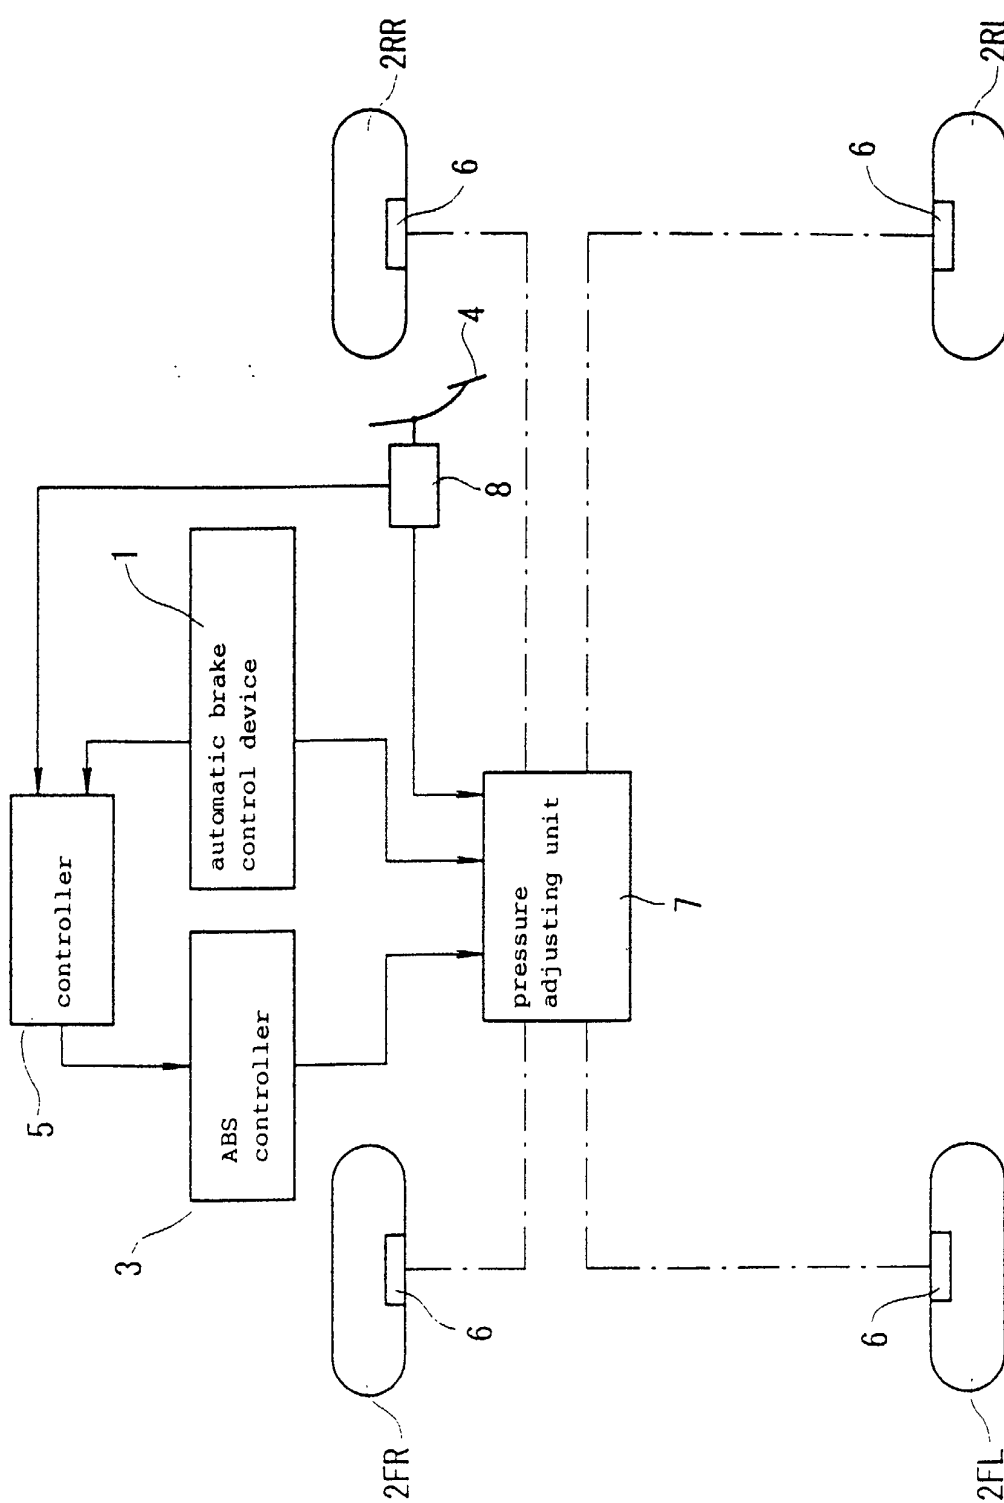 2FR
2RR
6
6
3
5
ABS
controller
controller
automatic brake
control device
1
8
4
pressure
adjusting unit
7
6
6
2FL
2RL